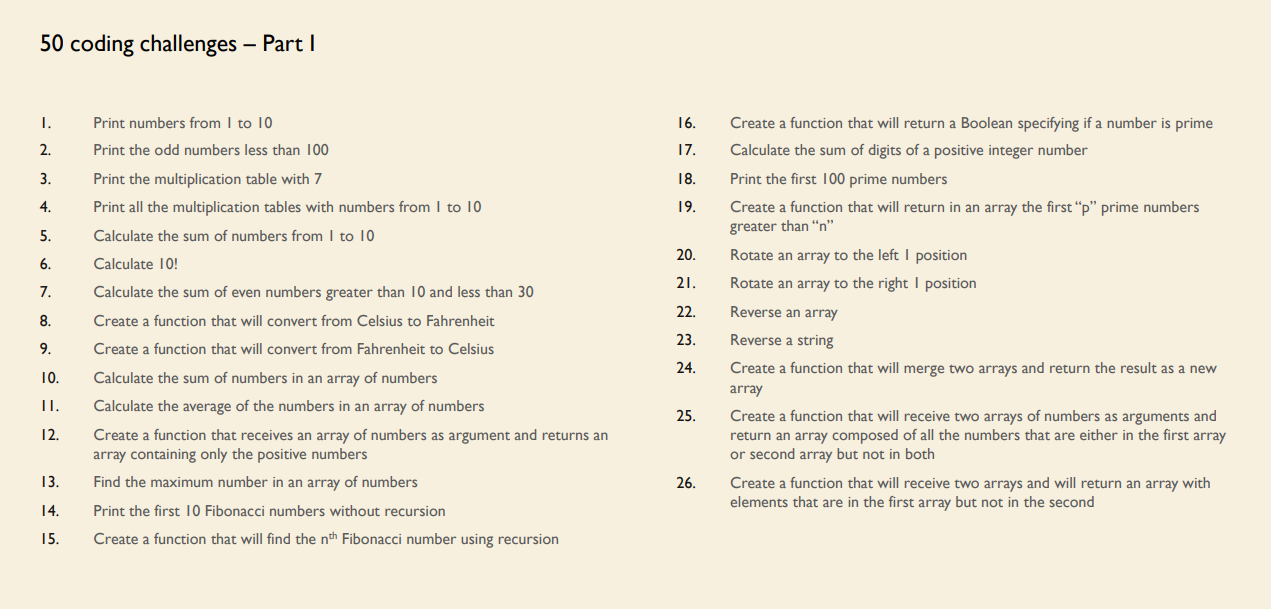 50 coding challenges – Part I
1. Print numbers from 1 to 10
2. Print the odd numbers less than 100
3. Print the multiplication table with 7
4. Print all the multiplication tables with numbers from 1 to 10
5. Calculate the sum of numbers from 1 to 10
6. Calculate 10!
7. Calculate the sum of even numbers greater than 10 and less than 30
8. Create a function that will convert from Celsius to Fahrenheit
9. Create a function that will convert from Fahrenheit to Celsius
10. Calculate the sum of numbers in an array of numbers
11. Calculate the average of the numbers in an array of numbers
12. Create a function that receives an array of numbers as argument and returns an
array containing only the positive numbers
13. Find the maximum number in an array of numbers
14. Print the first 10 Fibonacci numbers without recursion
15. Create a function that will find the nth Fibonacci number using recursion
16. Create a function that will return a Boolean specifying if a number is prime
17. Calculate the sum of digits of a positive integer number
18. Print the first 100 prime numbers
19. Create a function that will return in an array the first “p” prime numbers
greater than “n”
20. Rotate an array to the left 1 position
21. Rotate an array to the right 1 position
22. Reverse an array
23. Reverse a string
24. Create a function that will merge two arrays and return the result as a new
array
25. Create a function that will receive two arrays of numbers as arguments and
return an array composed of all the numbers that are either in the first array
or second array but not in both
26. Create a function that will receive two arrays and will return an array with
elements that are in the first array but not in the second